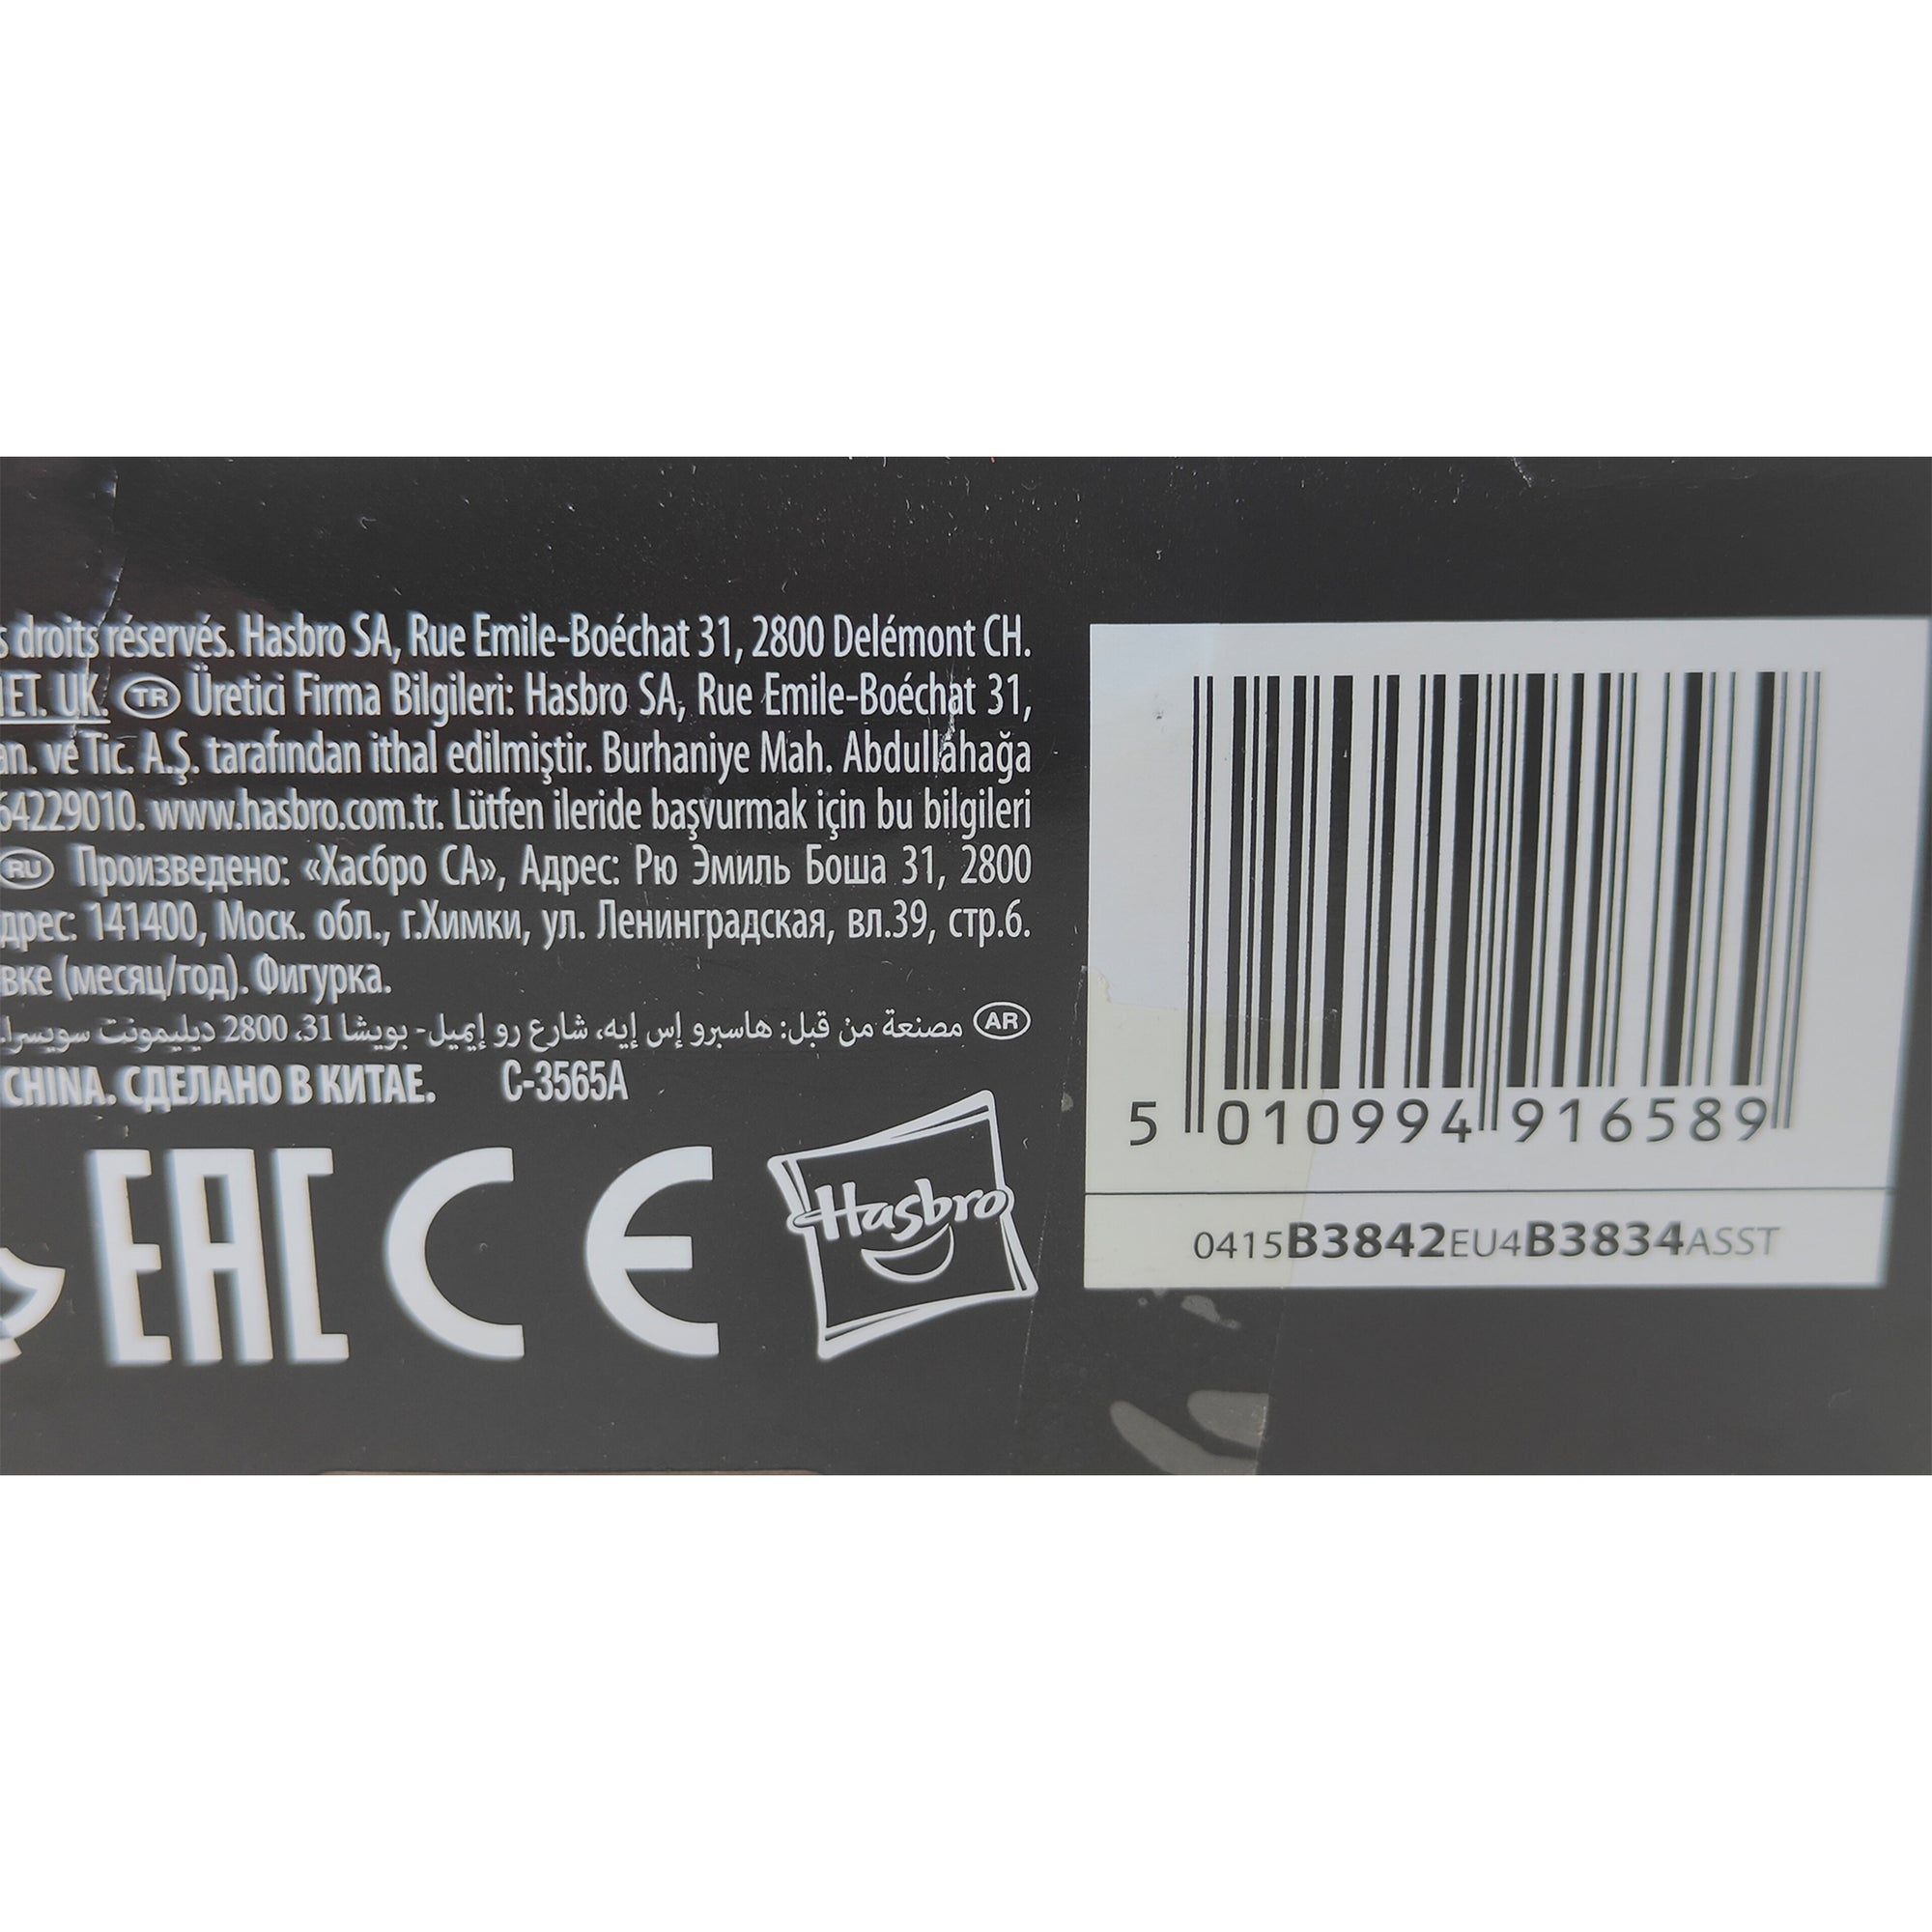 droits réservés. Hasbro SA, Rue Emile-Boéchat 31, 2800 Delémont CH.
UK. TR Üretici Firma Bilgileri: Hasbro SA, Rue Emile-Boéchat 31,
ve Tic. A.Ş. tarafından ithal edilmiştir. Burhaniye Mah. Abdullahağa
64229010. www.hasbro.com.tr. Lütfen ileride başvurmak için bu bilgileri
RU Произведено: «Хасбро СА», Адрес: Рю Эмиль Боша 31, 2800
дрес: 141400, Моск. обл., г.Химки, ул. Ленинградская, вл.39, стр.6.
вке (месяц/год). Фигурка.
AR مصنعة من قبل: هاسبرو إس إيه، شارع رو إيميل- بويشا 31، 2800 ديليمونت سويسرا.
CHINA. СДЕЛАНО В КИТАЕ. C-3565A
EAC CE Hasbro
5 010994 916589
0415B3842EU4B3834ASST